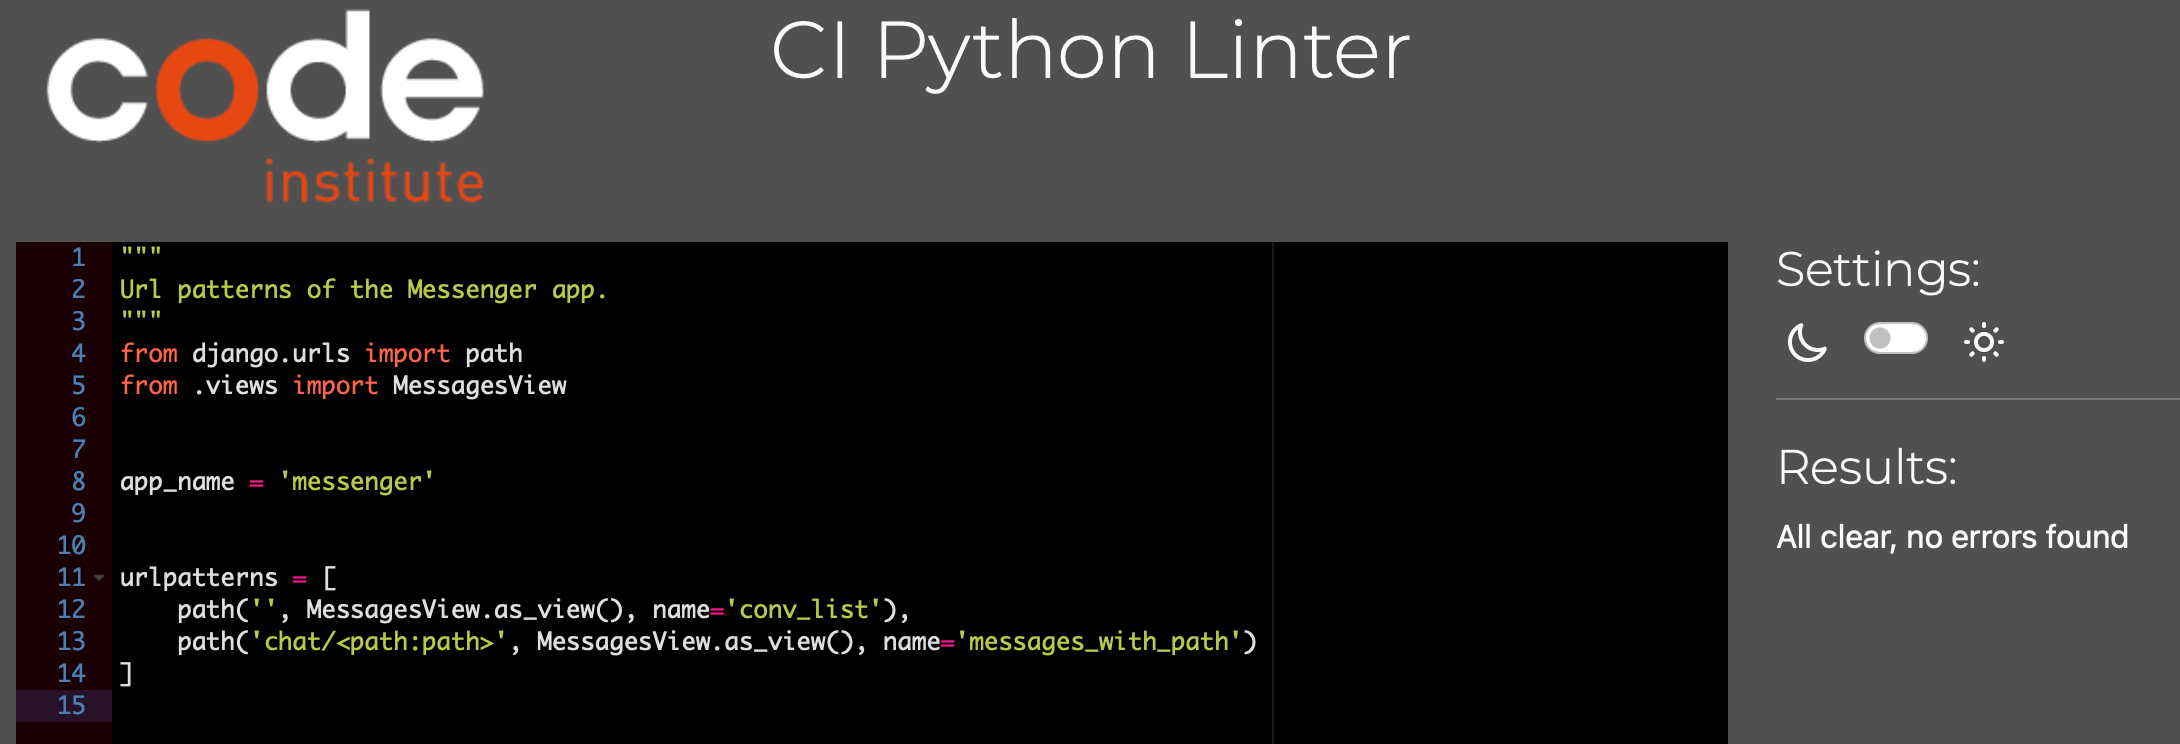 code
institute
CI Python Linter
1 """
2 Url patterns of the Messenger app.
3 """
4 from django.urls import path
5 from .views import MessagesView
6
7
8 app_name = 'messenger'
9
10
11 urlpatterns = [
12     path('', MessagesView.as_view(), name='conv_list'),
13     path('chat/<path:path>', MessagesView.as_view(), name='messages_with_path')
14 ]
15
Settings:
Results:
All clear, no errors found